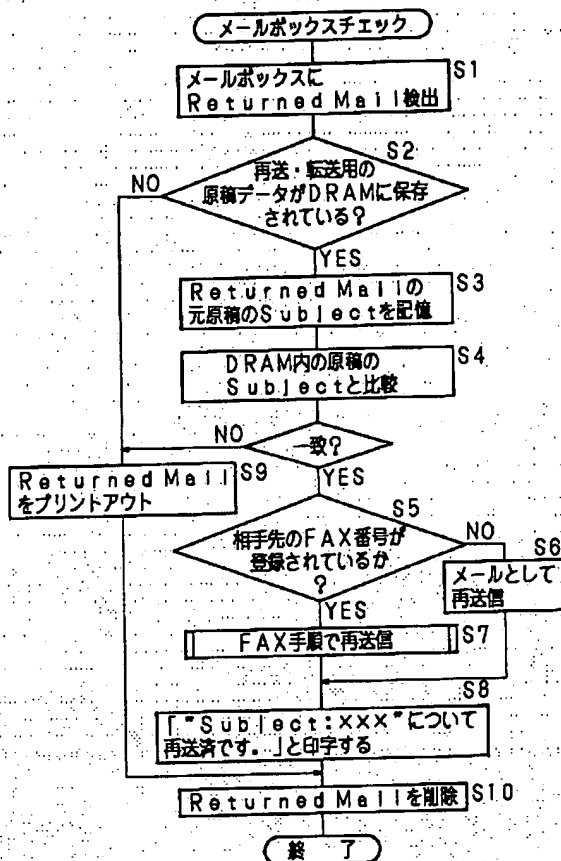 メールボックスチェック
メールボックスに
Returned Mail検出
S1
S2
再送・転送用の
原稿データがDRAMに保存
されている?
NO
YES
Returned Mailの
元原稿のSubjectを記憶
S3
DRAM内の原稿の
Subjectと比較
S4
一致?
NO
YES
Returned Mail
をプリントアウト
S9
S5
相手先のFAX番号が
登録されているか
?
NO
YES
S6
メールとして
再送信
FAX手順で再送信
S7
S8
「"Subject:×××"について
再送済です。」と印字する
Returned Mailを削除
S10
終 了